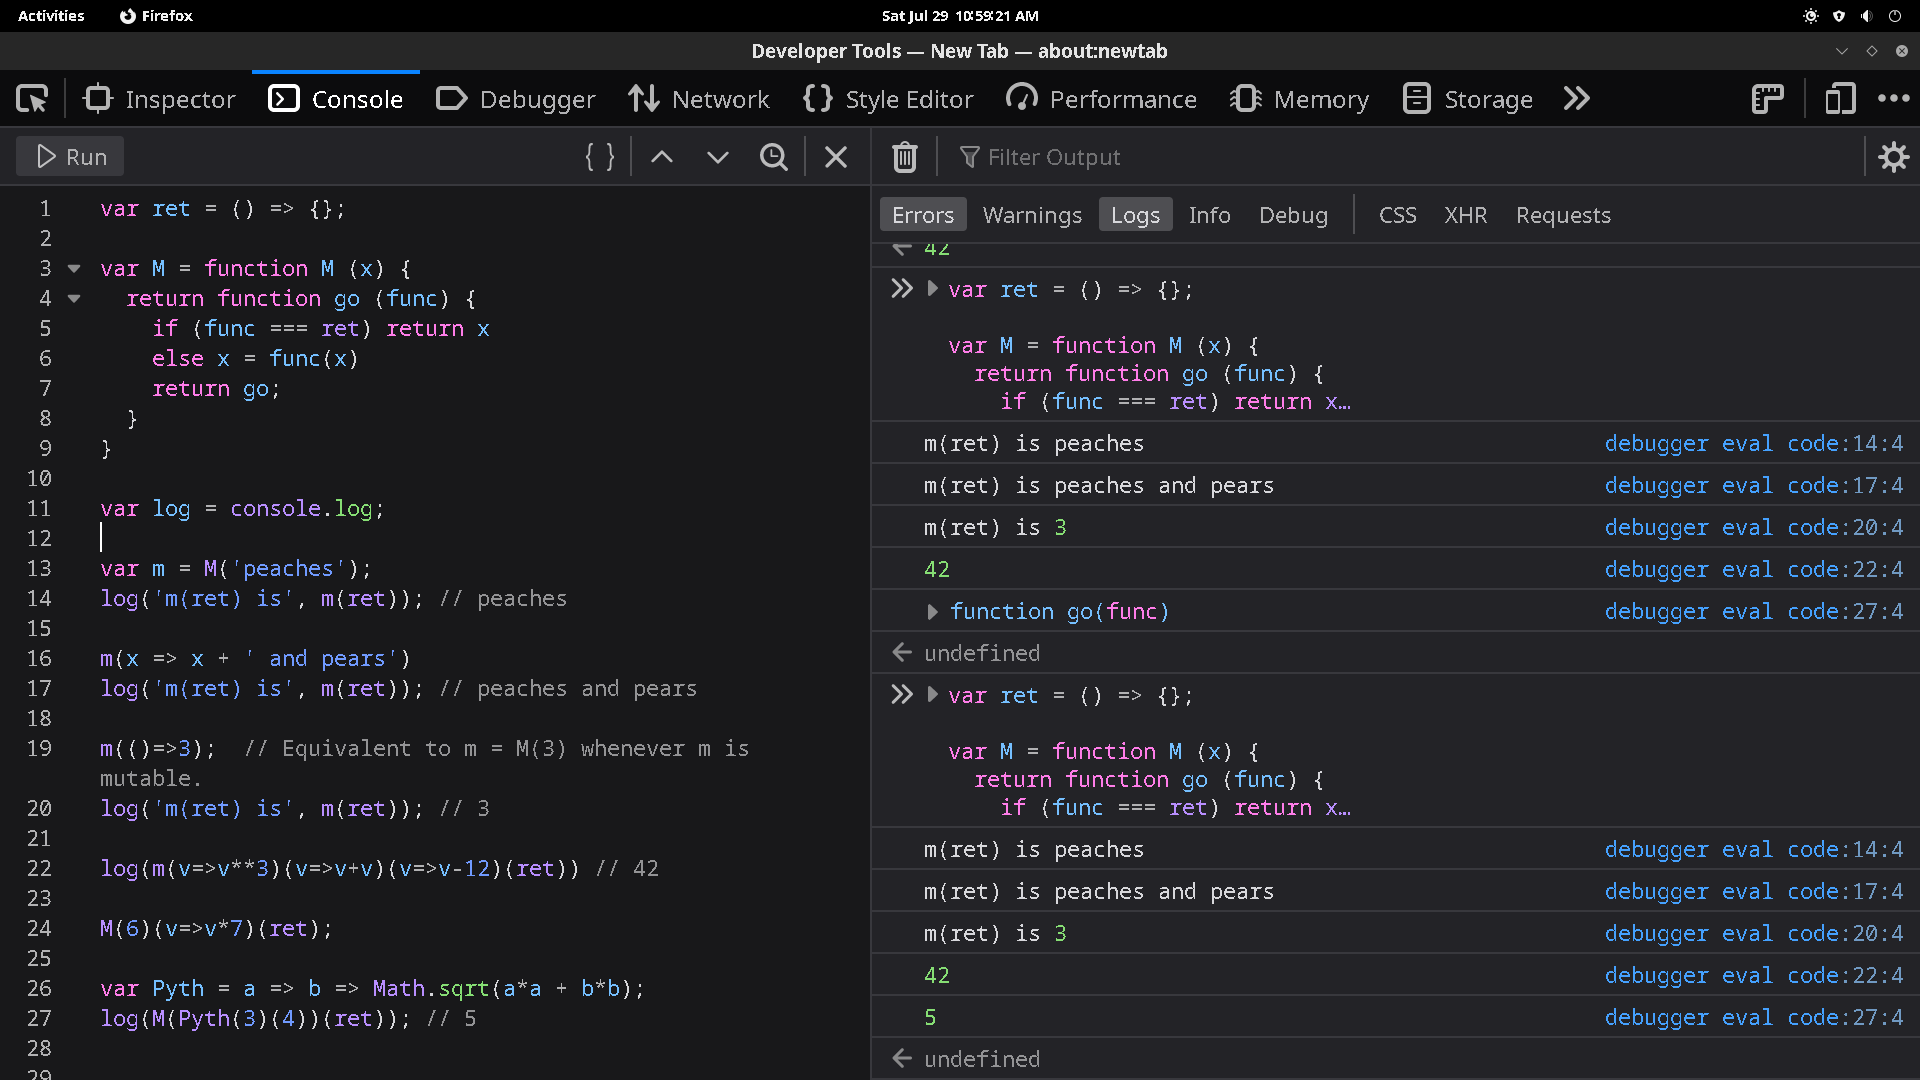 Activities Firefox Sat Jul 29 10:59:21 AM
Developer Tools — New Tab — about:newtab
Inspector Console Debugger Network Style Editor Performance Memory Storage
Run
Filter Output
Errors Warnings Logs Info Debug CSS XHR Requests
1 var ret = () => {};
2
3 var M = function M (x) {
4 return function go (func) {
5 if (func === ret) return x
6 else x = func(x)
7 return go;
8 }
9 }
10
11 var log = console.log;
12
13 var m = M('peaches');
14 log('m(ret) is', m(ret)); // peaches
15
16 m(x => x + ' and pears')
17 log('m(ret) is', m(ret)); // peaches and pears
18
19 m(()=>3);  // Equivalent to m = M(3) whenever m is
mutable.
20 log('m(ret) is', m(ret)); // 3
21
22 log(m(v=>v**3)(v=>v+v)(v=>v-12)(ret)) // 42
23
24 M(6)(v=>v*7)(ret);
25
26 var Pyth = a => b => Math.sqrt(a*a + b*b);
27 log(M(Pyth(3)(4))(ret)); // 5
28
29
42
var ret = () => {};
var M = function M (x) {
return function go (func) {
if (func === ret) return x…
m(ret) is peaches debugger eval code:14:4
m(ret) is peaches and pears debugger eval code:17:4
m(ret) is 3 debugger eval code:20:4
42 debugger eval code:22:4
function go(func) debugger eval code:27:4
undefined
var ret = () => {};
var M = function M (x) {
return function go (func) {
if (func === ret) return x…
m(ret) is peaches debugger eval code:14:4
m(ret) is peaches and pears debugger eval code:17:4
m(ret) is 3 debugger eval code:20:4
42 debugger eval code:22:4
5 debugger eval code:27:4
undefined